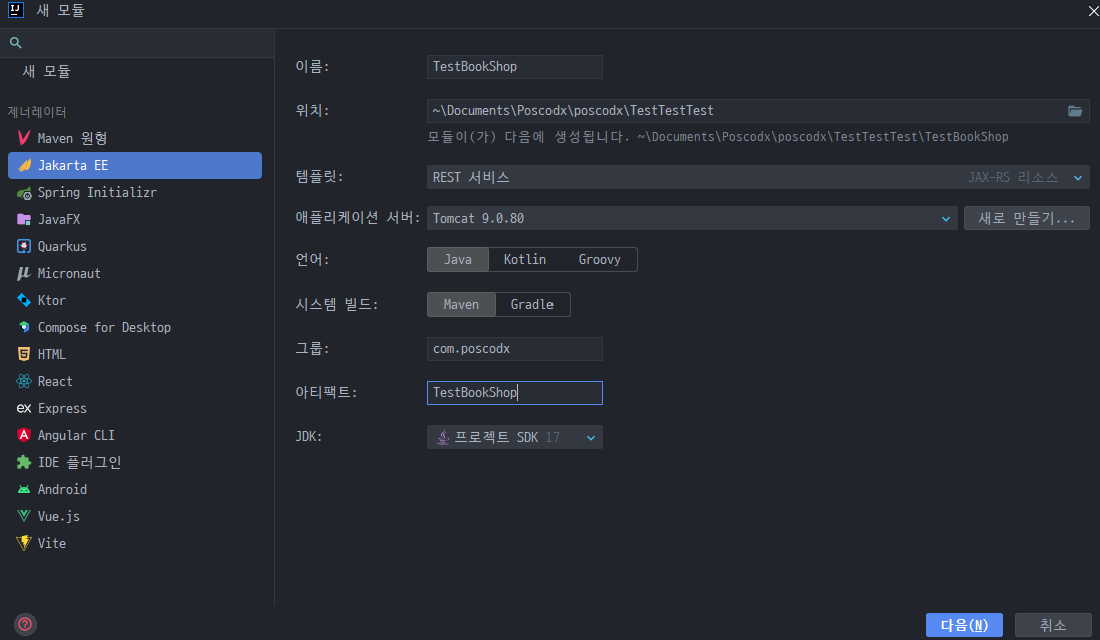 새 모듈
새 모듈
제너레이터
Maven 원형
Jakarta EE
Spring Initializr
JavaFX
Quarkus
Micronaut
Ktor
Compose for Desktop
HTML
React
Express
Angular CLI
IDE 플러그인
Android
Vue.js
Vite
이름: TestBookShop
위치: ~\Documents\Poscodx\poscodx\TestTestTest
모듈이(가) 다음에 생성됩니다. ~\Documents\Poscodx\poscodx\TestTestTest\TestBookShop
템플릿: REST 서비스 JAX-RS 리소스
애플리케이션 서버: Tomcat 9.0.80 새로 만들기...
언어: Java Kotlin Groovy
시스템 빌드: Maven Gradle
그룹: com.poscodx
아티팩트: TestBookShop
JDK: 프로젝트 SDK 17
다음(N) 취소